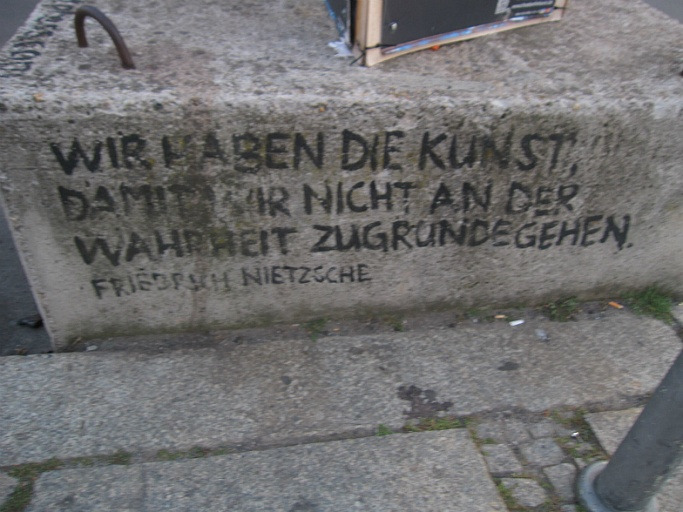 WIR HABEN DIE KUNST,
DAMIT WIR NICHT AN DER
WAHRHEIT ZUGRUNDEGEHEN.
FRIEDRICH NIETZSCHE